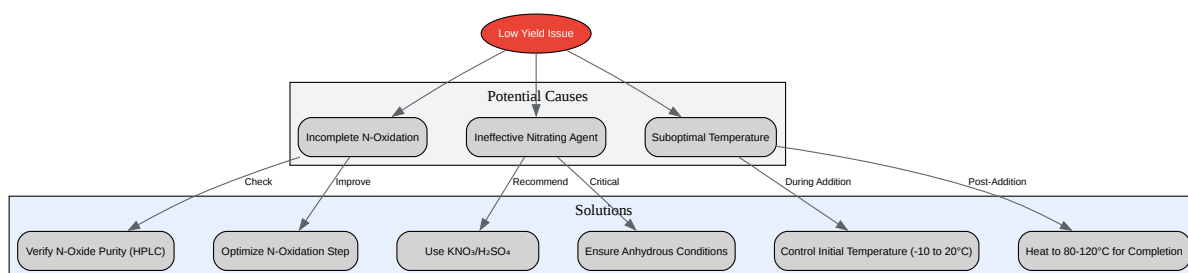 Low Yield Issue
Potential Causes
Incomplete N-Oxidation
Ineffective Nitrating Agent
Suboptimal Temperature
Check
Improve
Recommend
Critical
During Addition
Post-Addition
Solutions
Verify N-Oxide Purity (HPLC)
Optimize N-Oxidation Step
Use KNO₃/H₂SO₄
Ensure Anhydrous Conditions
Control Initial Temperature (-10 to 20°C)
Heat to 80-120°C for Completion